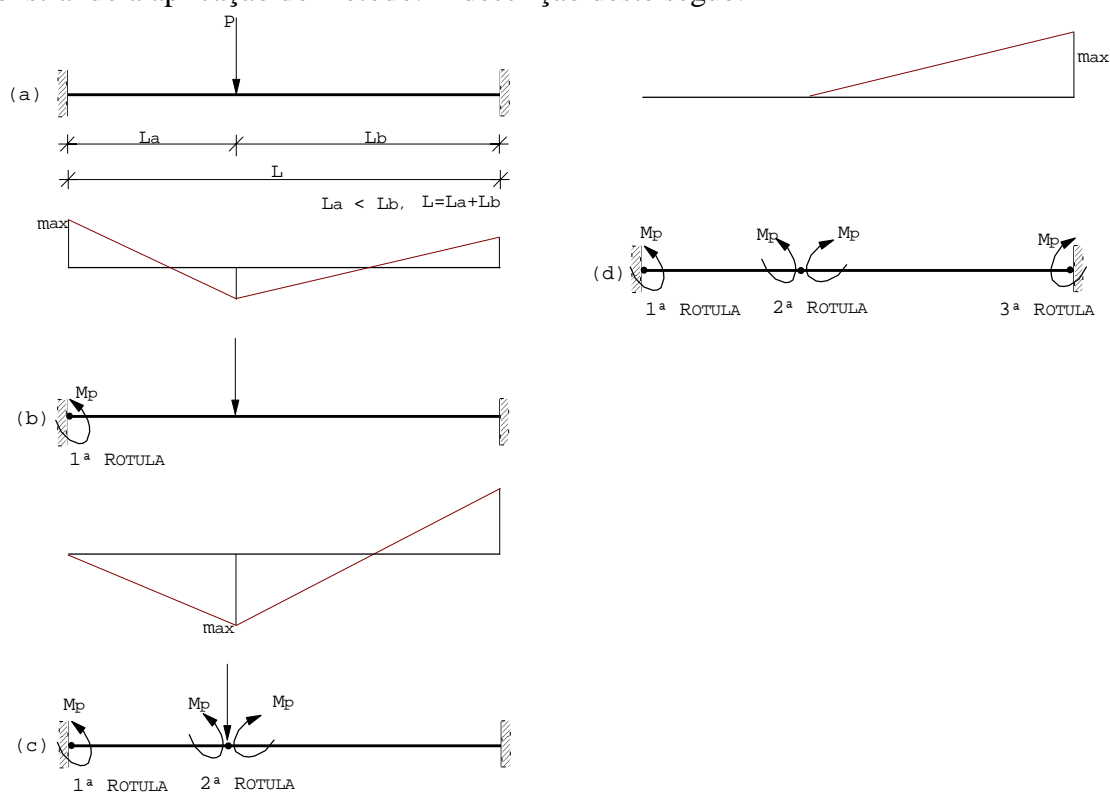 P
(a)
La Lb
L
La < Lb, L=La+Lb
max
(b)
Mp
1ª ROTULA
max
(c)
Mp Mp Mp
1ª ROTULA 2ª ROTULA
max
(d)
Mp Mp Mp Mp
1ª ROTULA 2ª ROTULA 3ª ROTULA